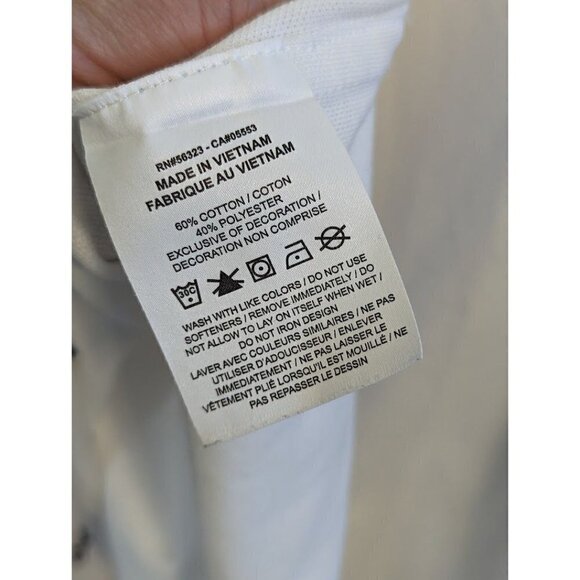 RN#56323 - CA#05553
MADE IN VIETNAM
FABRIQUE AU VIETNAM
60% COTTON / COTON
40% POLYESTER
EXCLUSIVE OF DECORATION /
DECORATION NON COMPRISE
30C
WASH WITH LIKE COLORS / DO NOT USE
SOFTENERS / REMOVE IMMEDIATELY / DO
NOT ALLOW TO LAY ON ITSELF WHEN WET /
DO NOT IRON DESIGN
LAVER AVEC COULEURS SIMILAIRES / NE PAS
UTILISER D'ADOUCISSEUR / ENLEVER
IMMEDIATEMENT / NE PAS LAISSER LE
VÊTEMENT PLIÉ LORSQU'IL EST MOUILLÉ / NE
PAS REPASSER LE DESSIN